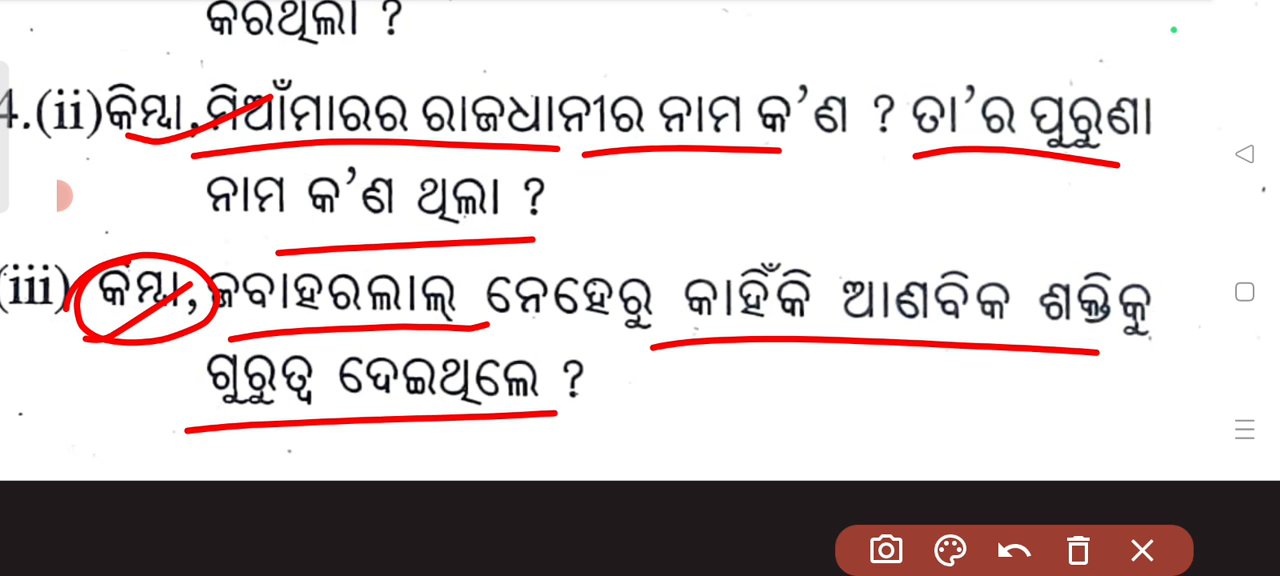 କରଥିଲା ?
4.(ii)କିମ୍ବା. ମିଆଁମାରର ରାଜଧାନୀର ନାମ କ'ଣ ? ତା'ର ପୁରୁଣା
ନାମ କ'ଣ ଥିଲା ?
(iii) କିମ୍ବା, ଜବାହରଲାଲ୍ ନେହେରୁ କାହିଁକି ଆଣବିକ ଶକ୍ତିକୁ
ଗୁରୁତ୍ୱ ଦେଇଥିଲେ ?